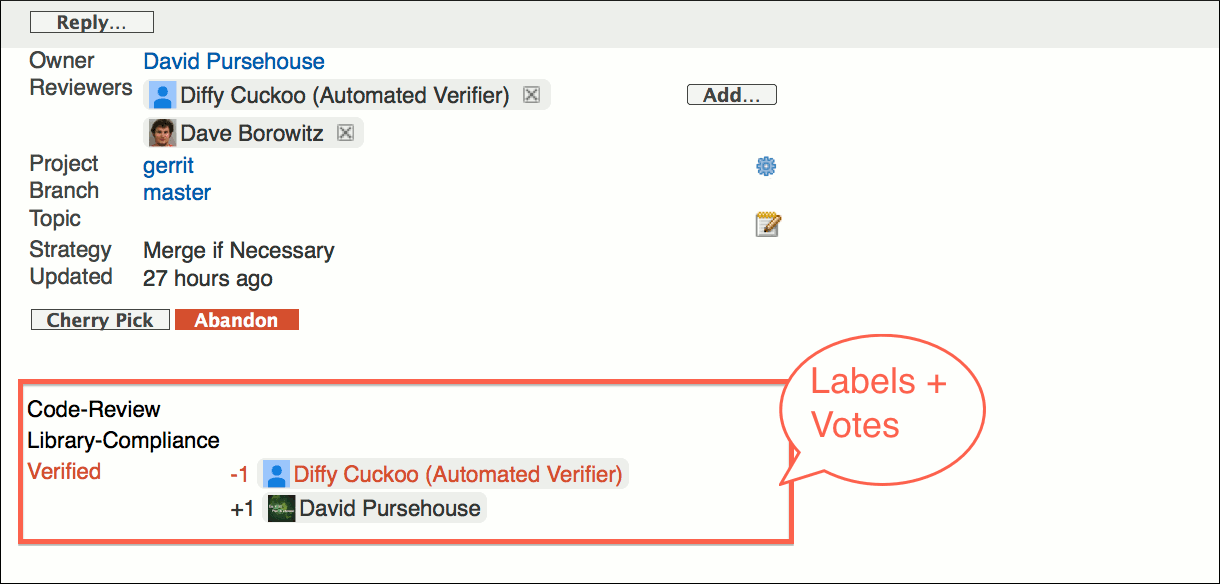 Reply...
Owner David Pursehouse
Reviewers Diffy Cuckoo (Automated Verifier) Add...
Dave Borowitz
Project gerrit
Branch master
Topic
Strategy Merge if Necessary
Updated 27 hours ago
Cherry Pick Abandon
Labels +
Votes
Code-Review
Library-Compliance
Verified -1 Diffy Cuckoo (Automated Verifier)
+1 David Pursehouse